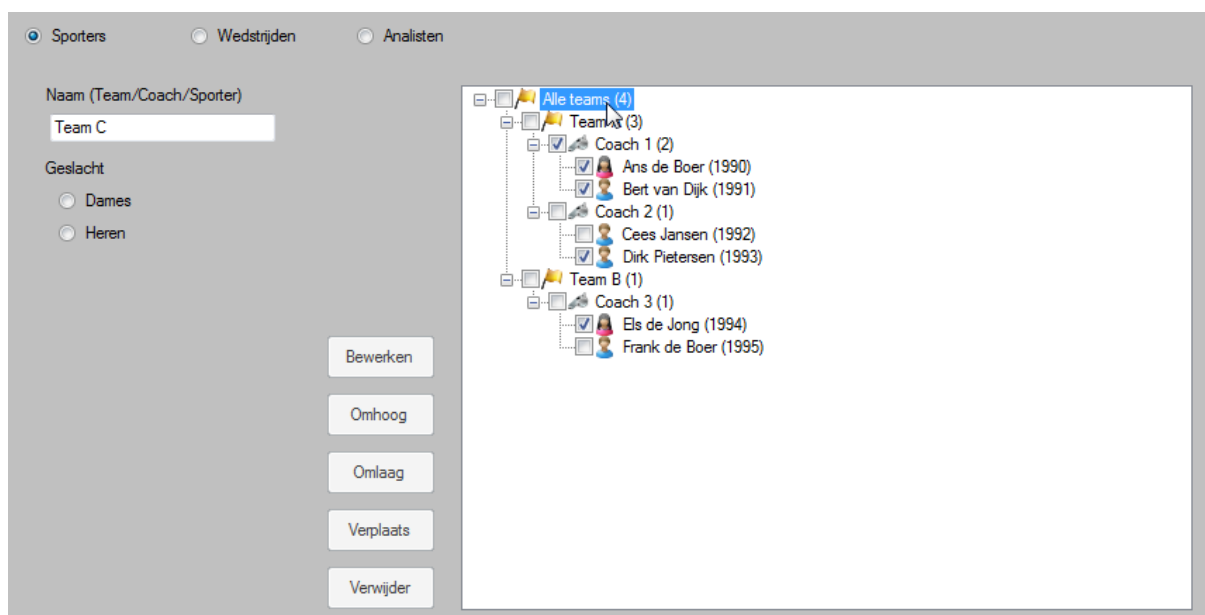 Sporters Wedstrijden Analisten
Naam (Team/Coach/Sporter)
Team C
Geslacht
Dames
Heren
Bewerken
Omhoog
Omlaag
Verplaats
Verwijder
Alle teams (4)
Team (3)
Coach 1 (2)
Ans de Boer (1990)
Bert van Dijk (1991)
Coach 2 (1)
Cees Jansen (1992)
Dirk Pietersen (1993)
Team B (1)
Coach 3 (1)
Els de Jong (1994)
Frank de Boer (1995)